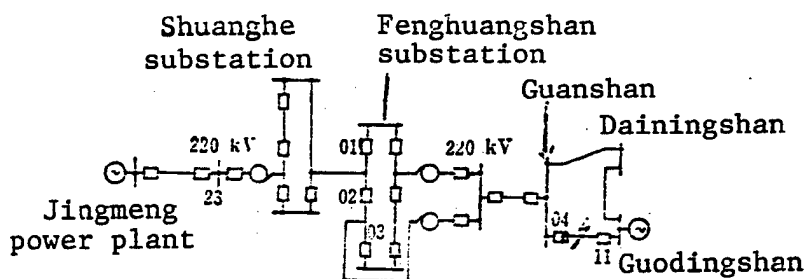 Shuanghe
substation
Fenghuangshan
substation
Guanshan
Dainingshan
220 kV
01
220 kV
23
02
03
04
11
Jingmeng
power plant
Guodingshan